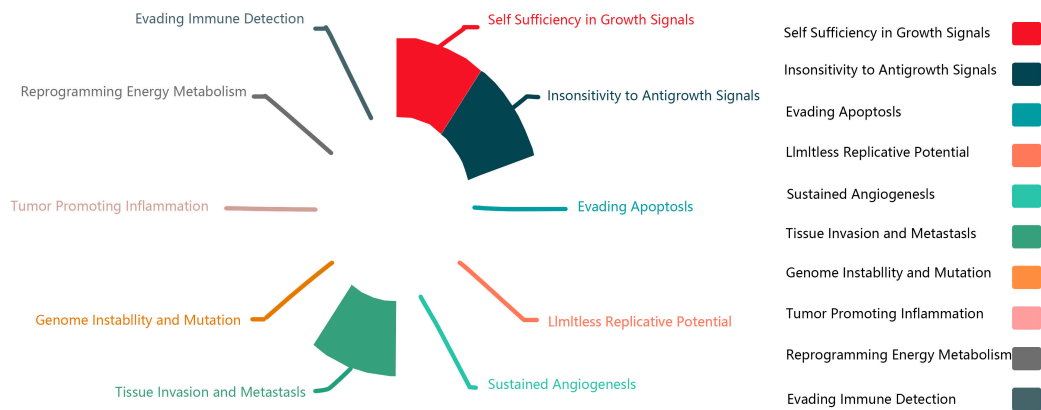 Evading Immune Detection
Self Sufficiency in Growth Signals
Reprogramming Energy Metabolism
Insonsitivity to Antigrowth Signals
Tumor Promoting Inflammation
Evading Apoptosls
Genome Instabllity and Mutation
Llmltless Replicative Potential
Tissue Invasion and Metastasls
Sustained Angiogenesls
Self Sufficiency in Growth Signals
Insonsitivity to Antigrowth Signals
Evading Apoptosls
Llmltless Replicative Potential
Sustained Angiogenesls
Tissue Invasion and Metastasls
Genome Instabllity and Mutation
Tumor Promoting Inflammation
Reprogramming Energy Metabolism
Evading Immune Detection